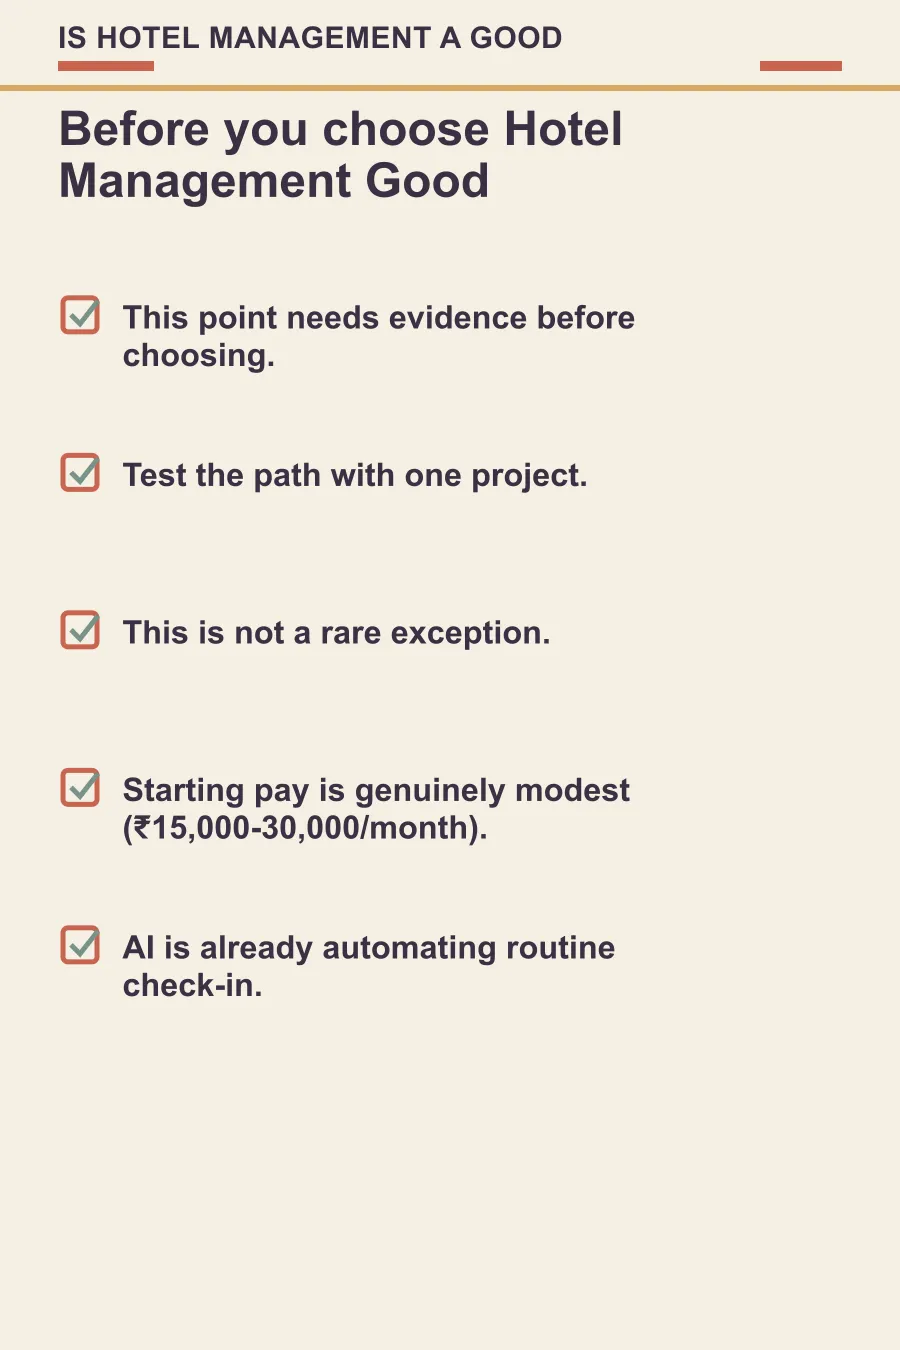 IS HOTEL MANAGEMENT A GOOD
Before you choose Hotel
Management Good
This point needs evidence before
choosing.
Test the path with one project.
This is not a rare exception.
Starting pay is genuinely modest
(₹15,000-30,000/month).
AI is already automating routine
check-in.